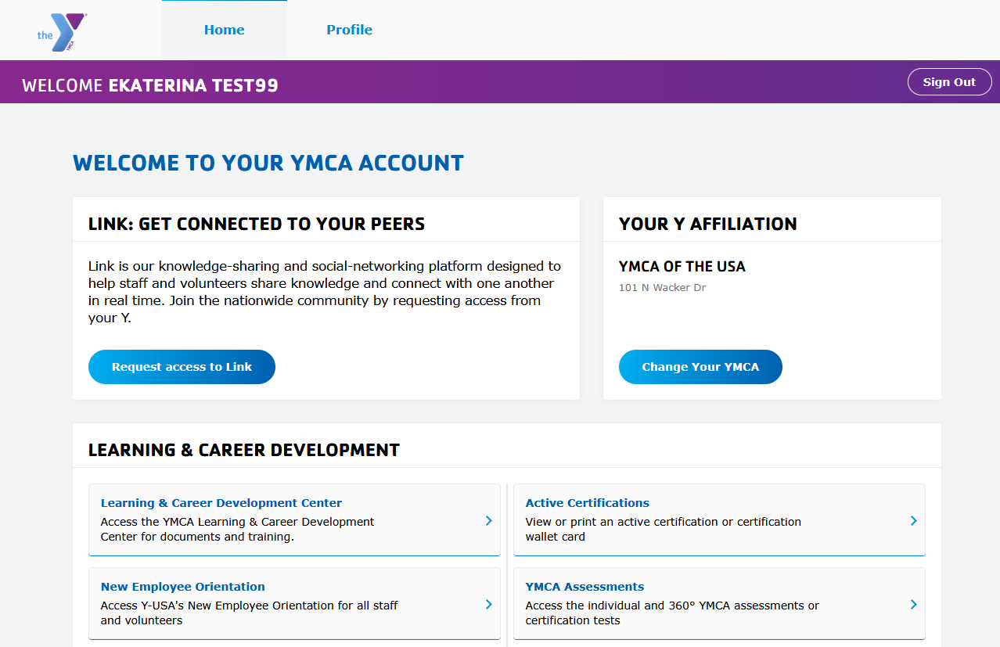 the
YMCA
Home
Profile
WELCOME EKATERINA TEST99
Sign Out
WELCOME TO YOUR YMCA ACCOUNT
LINK: GET CONNECTED TO YOUR PEERS
Link is our knowledge-sharing and social-networking platform designed to
help staff and volunteers share knowledge and connect with one another
in real time. Join the nationwide community by requesting access from
your Y.
Request access to Link
YOUR Y AFFILIATION
YMCA OF THE USA
101 N Wacker Dr
Change Your YMCA
LEARNING & CAREER DEVELOPMENT
Learning & Career Development Center
Access the YMCA Learning & Career Development
Center for documents and training.
Active Certifications
View or print an active certification or certification
wallet card
New Employee Orientation
Access Y-USA's New Employee Orientation for all staff
and volunteers
YMCA Assessments
Access the individual and 360° YMCA assessments or
certification tests